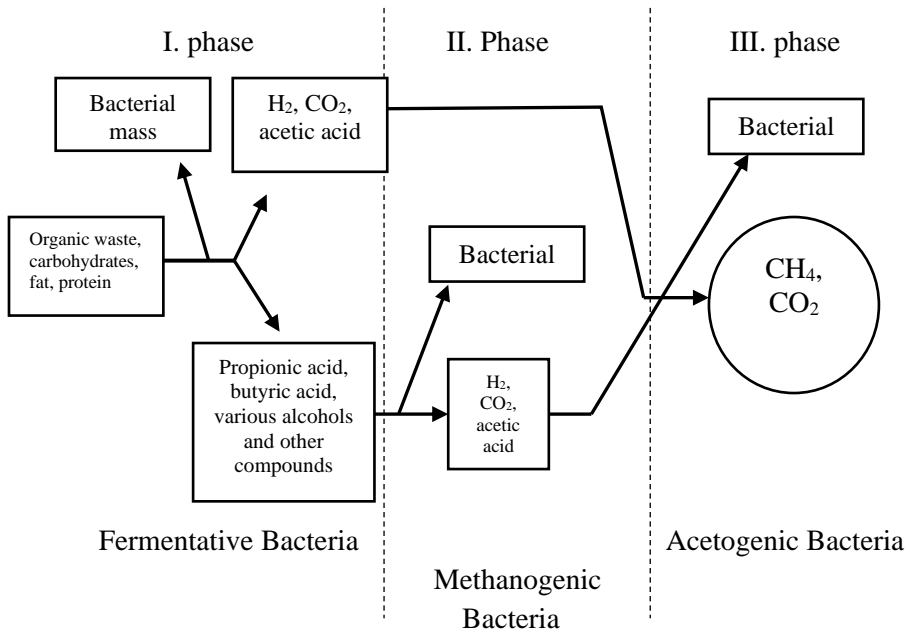 I. phase
II. Phase
III. phase
Bacterial
mass
H₂, CO₂,
acetic acid
Bacterial
Organic waste,
carbohydrates,
fat, protein
Bacterial
CH₄,
CO₂
Propionic acid,
butyric acid,
various alcohols
and other
compounds
H₂,
CO₂,
acetic
acid
Fermentative Bacteria
Methanogenic
Bacteria
Acetogenic Bacteria